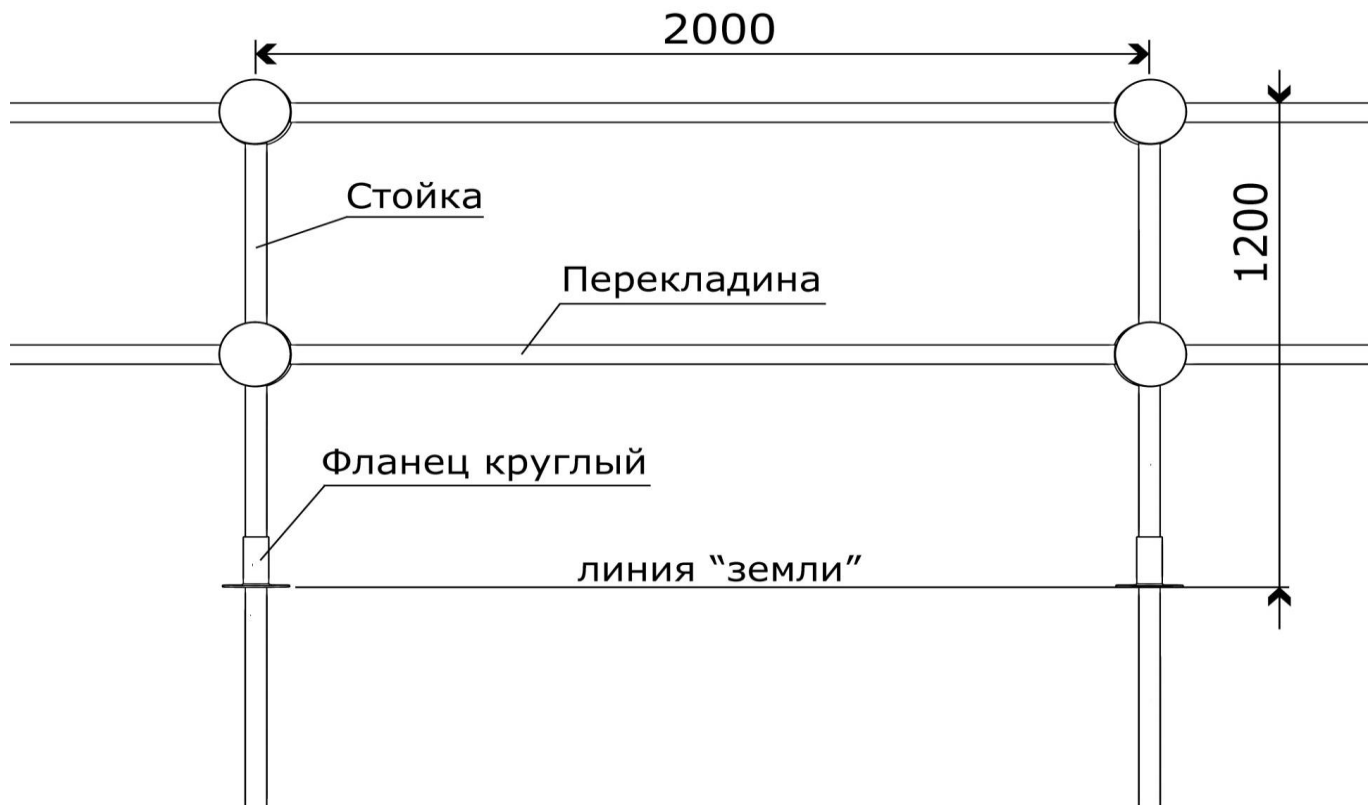 2000
Стойка
1200
Перекладина
Фланец круглый
линия “земли”